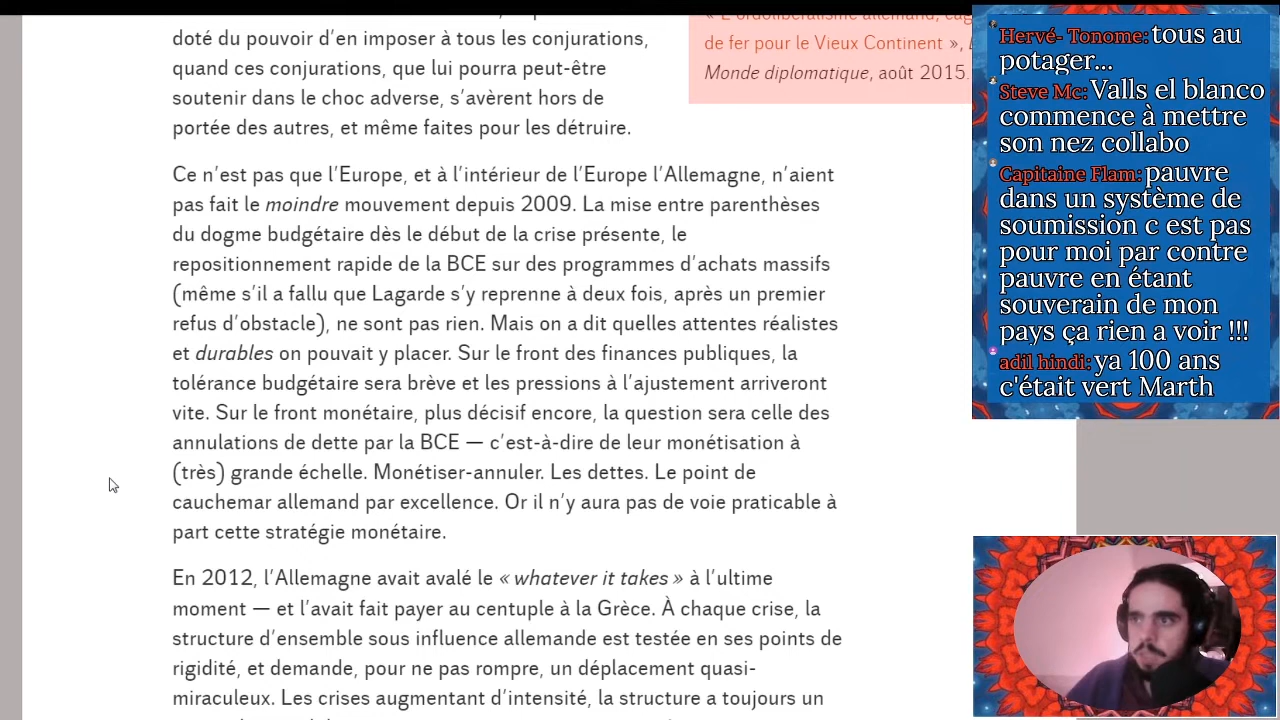 doté du pouvoir d'en imposer à tous les conjurations,
quand ces conjurations, que lui pourra peut-être
soutenir dans le choc adverse, s'avèrent hors de
portée des autres, et même faites pour les détruire.
Ce n'est pas que l'Europe, et à l'intérieur de l'Europe l'Allemagne, n'aient
pas fait le moindre mouvement depuis 2009. La mise entre parenthèses
du dogme budgétaire dès le début de la crise présente, le
repositionnement rapide de la BCE sur des programmes d'achats massifs
(même s'il a fallu que Lagarde s'y reprenne à deux fois, après un premier
refus d'obstacle), ne sont pas rien. Mais on a dit quelles attentes réalistes
et durables on pouvait y placer. Sur le front des finances publiques, la
tolérance budgétaire sera brève et les pressions à l'ajustement arriveront
vite. Sur le front monétaire, plus décisif encore, la question sera celle des
annulations de dette par la BCE — c'est-à-dire de leur monétisation à
(très) grande échelle. Monétiser-annuler. Les dettes. Le point de
cauchemar allemand par excellence. Or il n'y aura pas de voie praticable à
part cette stratégie monétaire.
En 2012, l'Allemagne avait avalé le « whatever it takes » à l'ultime
moment — et l'avait fait payer au centuple à la Grèce. À chaque crise, la
structure d'ensemble sous influence allemande est testée en ses points de
rigidité, et demande, pour ne pas rompre, un déplacement quasi-
miraculeux. Les crises augmentant d'intensité, la structure a toujours un
« L'ordolibéralisme allemand, cag
de fer pour le Vieux Continent »,
Monde diplomatique, août 2015.
Hervé- Tonome: tous au
potager...
Steve Mc: Valls el blanco
commence à mettre
son nez collabo
Capitaine Flam: pauvre
dans un système de
soumission c est pas
pour moi par contre
pauvre en étant
souverain de mon
pays ça rien a voir !!!
adil hindi: ya 100 ans
c'était vert Marth